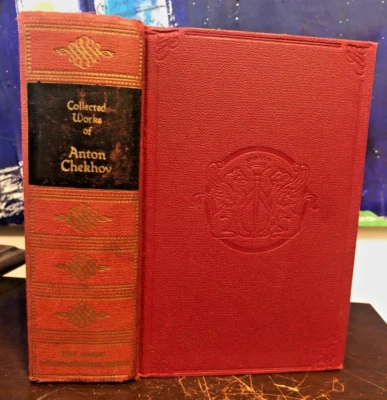 Collected
Works
of
Anton
Chekhov